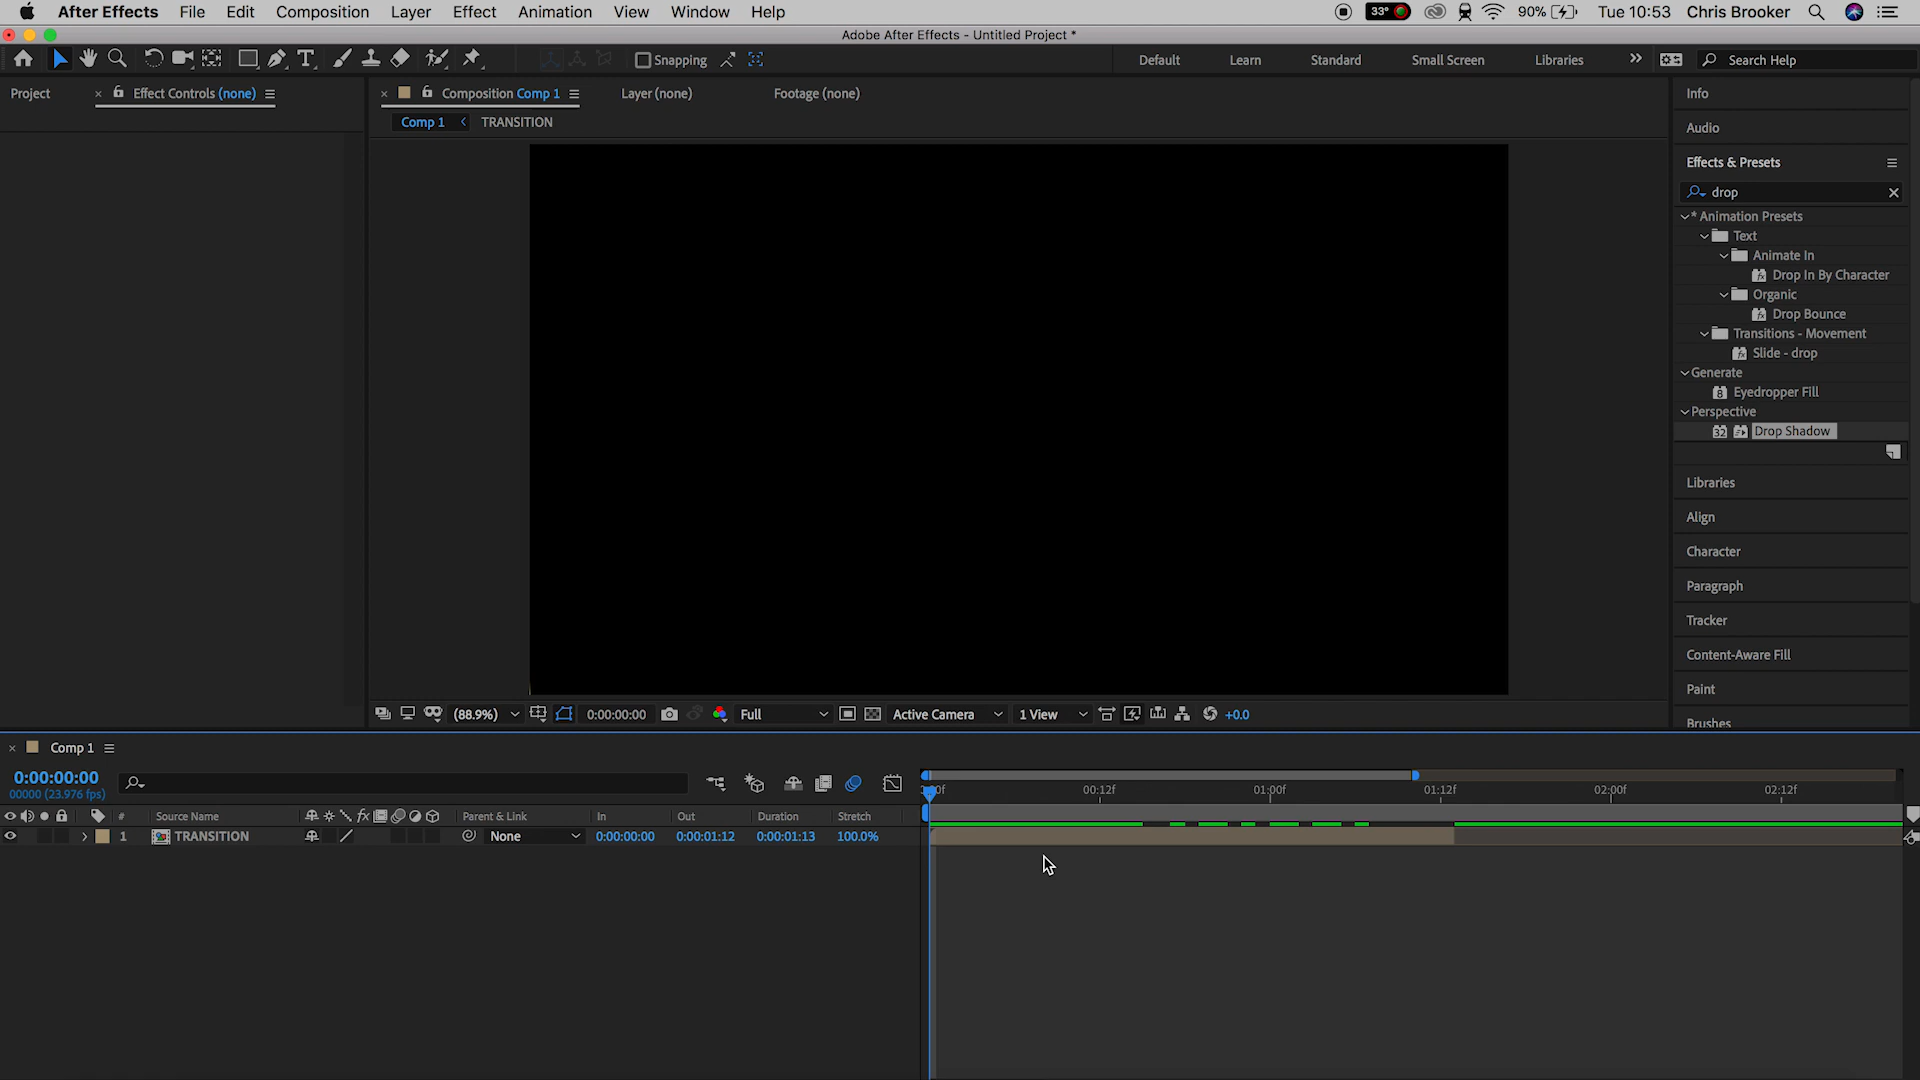 After Effects File Edit Composition Layer Effect Animation View Window Help 33° 90% Tue 10:53 Chris Brooker
Adobe After Effects - Untitled Project *
Snapping Default Learn Standard Small Screen Libraries Search Help
Project Effect Controls (none) Composition Comp 1 Layer (none) Footage (none) Info
Comp 1 TRANSITION
Audio
Effects & Presets
drop
* Animation Presets
Text
Animate In
Drop In By Character
Organic
Drop Bounce
Transitions - Movement
Slide - drop
Generate
8 Eyedropper Fill
Perspective
32 Drop Shadow
Libraries
Align
Character
Paragraph
Tracker
Content-Aware Fill
Paint
Brushes
(88.9%) 0:00:00:00 Full Active Camera 1 View +0.0
Comp 1
0:00:00:00
00000 (23.976 fps)
00:12f 01:00f 01:12f 02:00f 02:12f
# Source Name fx Parent & Link In Out Duration Stretch
1 TRANSITION None 0:00:00:00 0:00:01:12 0:00:01:13 100.0%